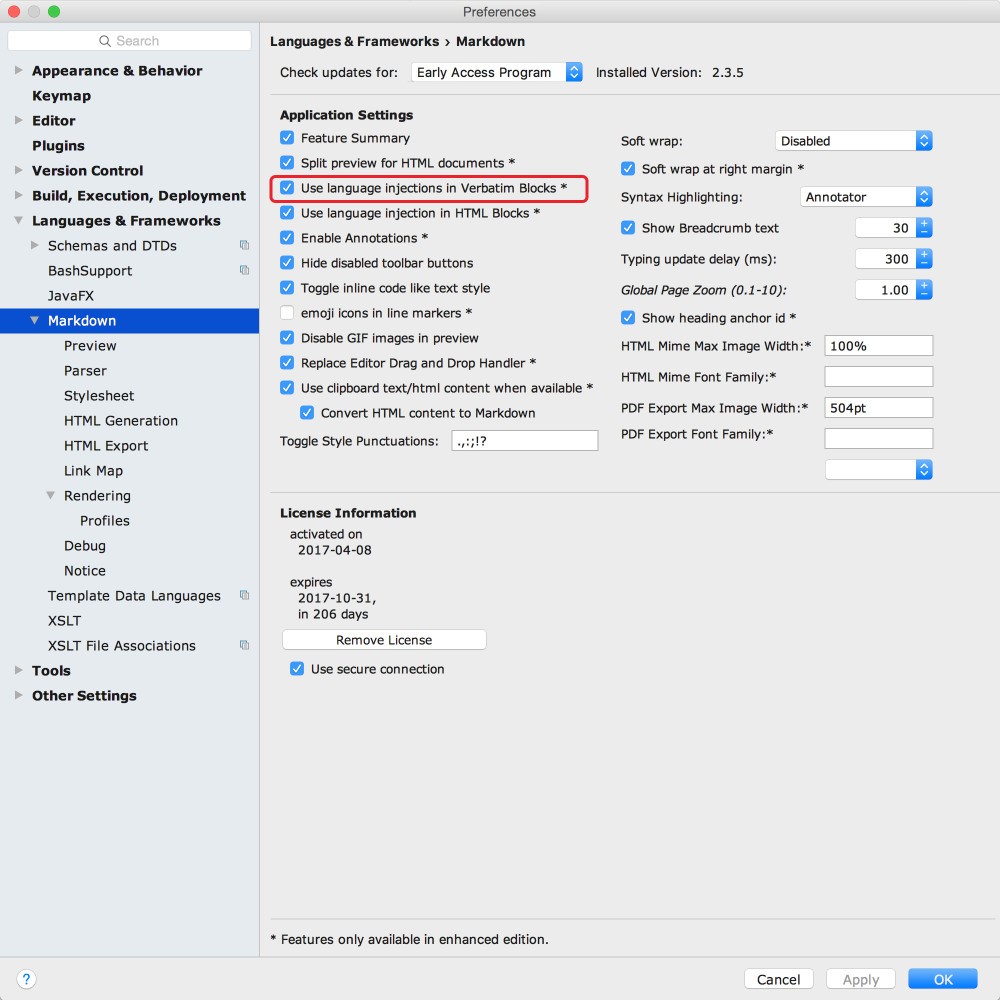 Preferences
Search
Appearance & Behavior
Keymap
Editor
Plugins
Version Control
Build, Execution, Deployment
Languages & Frameworks
Schemas and DTDs
BashSupport
JavaFX
Markdown
Preview
Parser
Stylesheet
HTML Generation
HTML Export
Link Map
Rendering
Profiles
Debug
Notice
Template Data Languages
XSLT
XSLT File Associations
Tools
Other Settings
Languages & Frameworks › Markdown
Check updates for: Early Access Program Installed Version: 2.3.5
Application Settings
Feature Summary
Split preview for HTML documents *
Use language injections in Verbatim Blocks *
Use language injection in HTML Blocks *
Enable Annotations *
Hide disabled toolbar buttons
Toggle inline code like text style
emoji icons in line markers *
Disable GIF images in preview
Replace Editor Drag and Drop Handler *
Use clipboard text/html content when available *
Convert HTML content to Markdown
Toggle Style Punctuations: .,:;!?
Soft wrap: Disabled
Soft wrap at right margin *
Syntax Highlighting: Annotator
Show Breadcrumb text 30
Typing update delay (ms): 300
Global Page Zoom (0.1-10): 1.00
Show heading anchor id *
HTML Mime Max Image Width:* 100%
HTML Mime Font Family:*
PDF Export Max Image Width:* 504pt
PDF Export Font Family:*
License Information
activated on
2017-04-08
expires
2017-10-31,
in 206 days
Remove License
Use secure connection
* Features only available in enhanced edition.
?
Cancel
Apply
OK